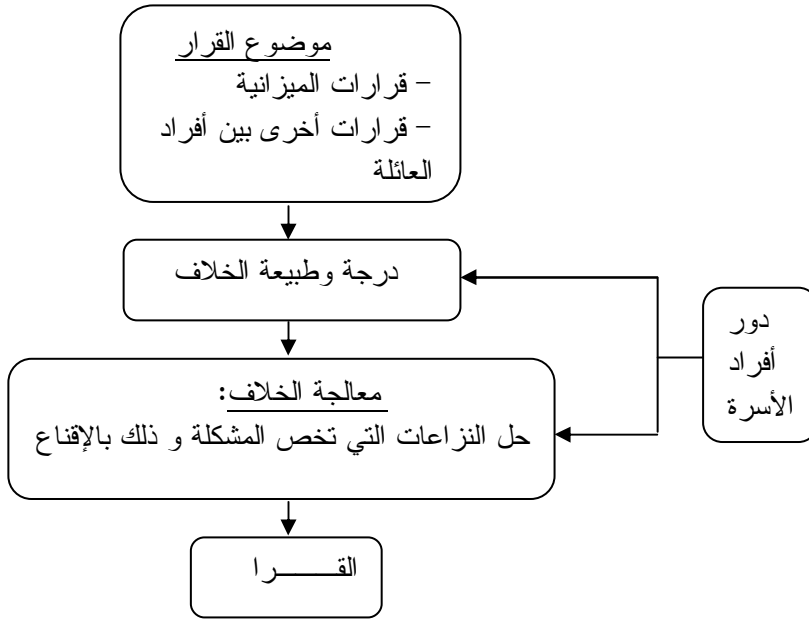 موضوع القرار
- قرارات الميزانية
- قرارات أخرى بين أفراد
العائلة
درجة وطبيعة الخلاف
دور
أفراد
الأسرة
معالجة الخلاف:
حل النزاعات التي تخص المشكلة و ذلك بالإقناع
القـــــرا